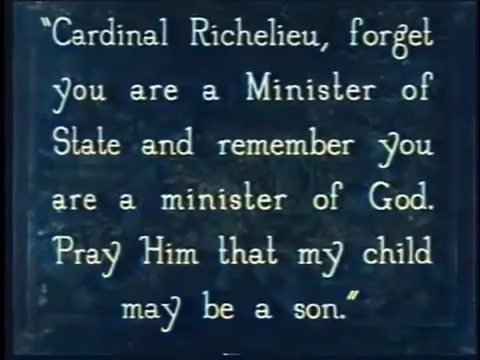 "Cardinal Richelieu, forget
you are a Minister of
State and remember you
are a minister of God.
Pray Him that my child
may be a son."